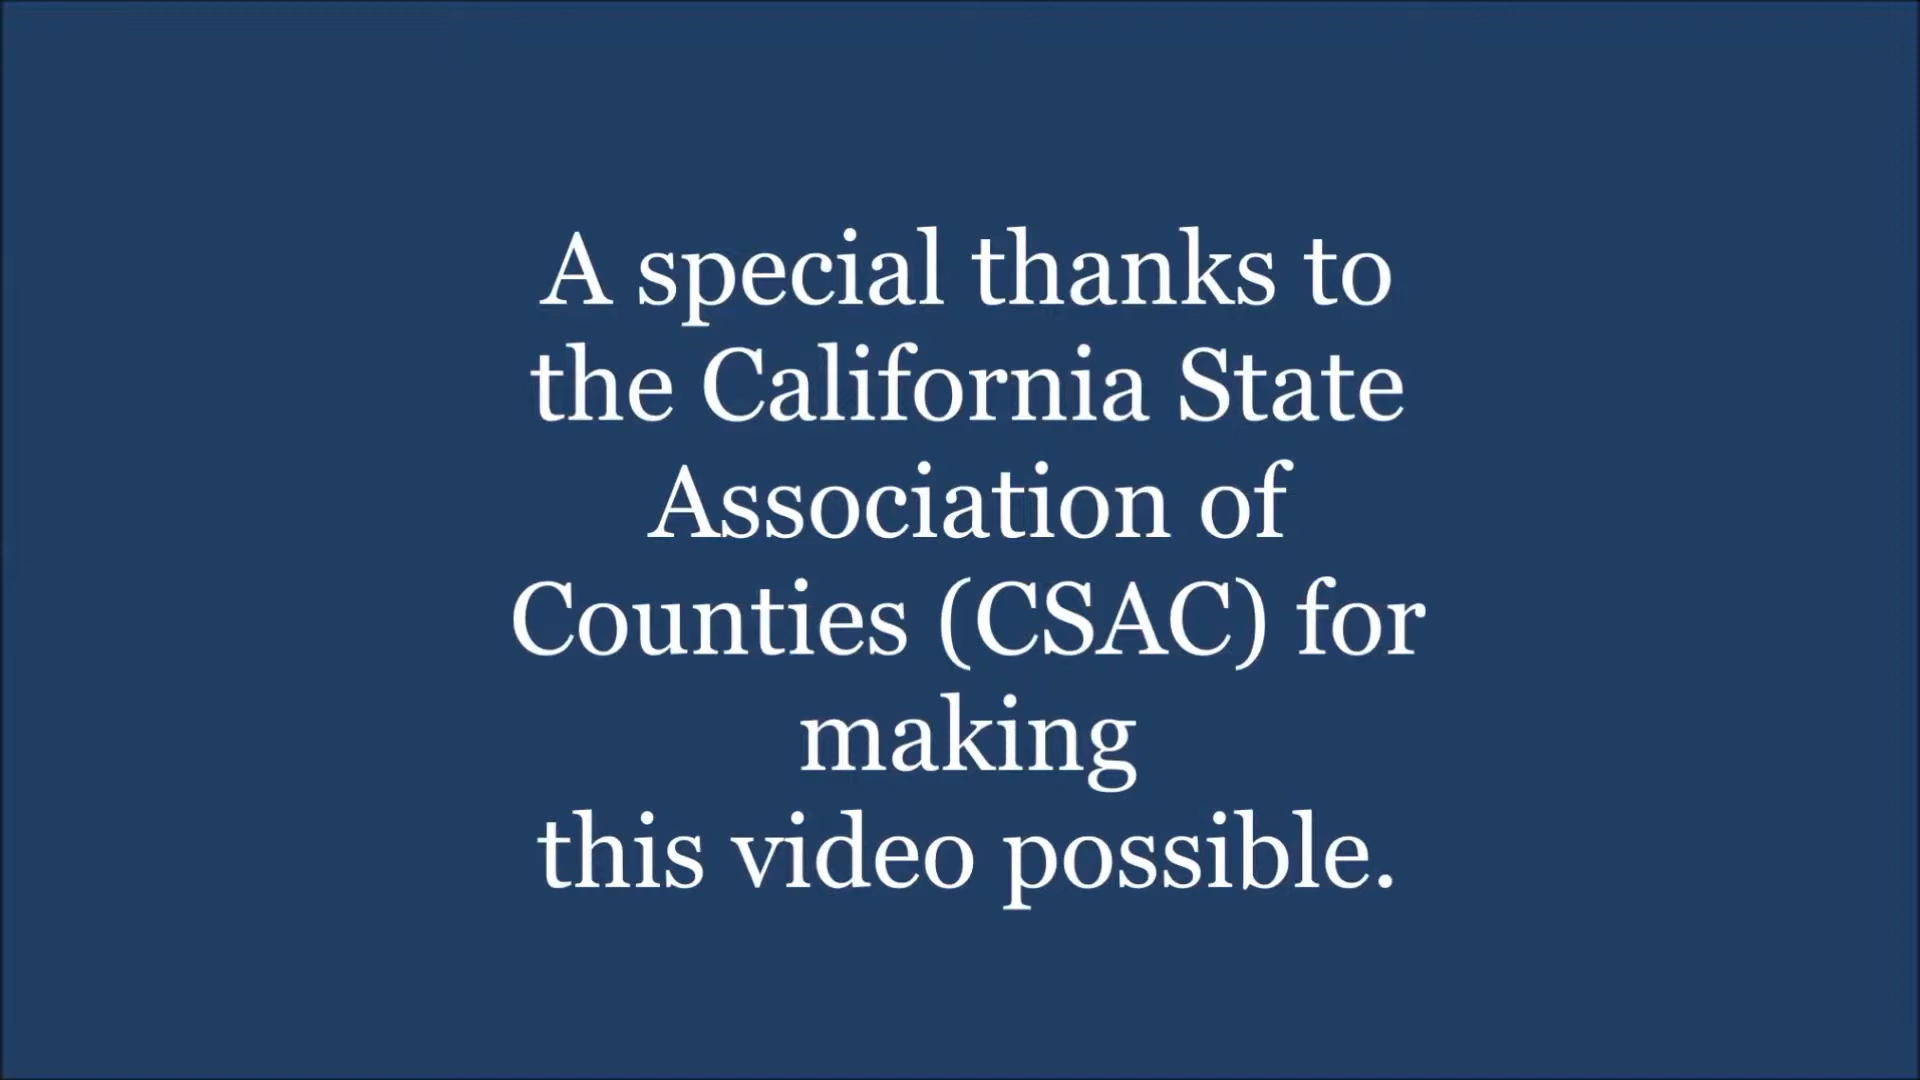 A special thanks to
the California State
Association of
Counties (CSAC) for
making
this video possible.